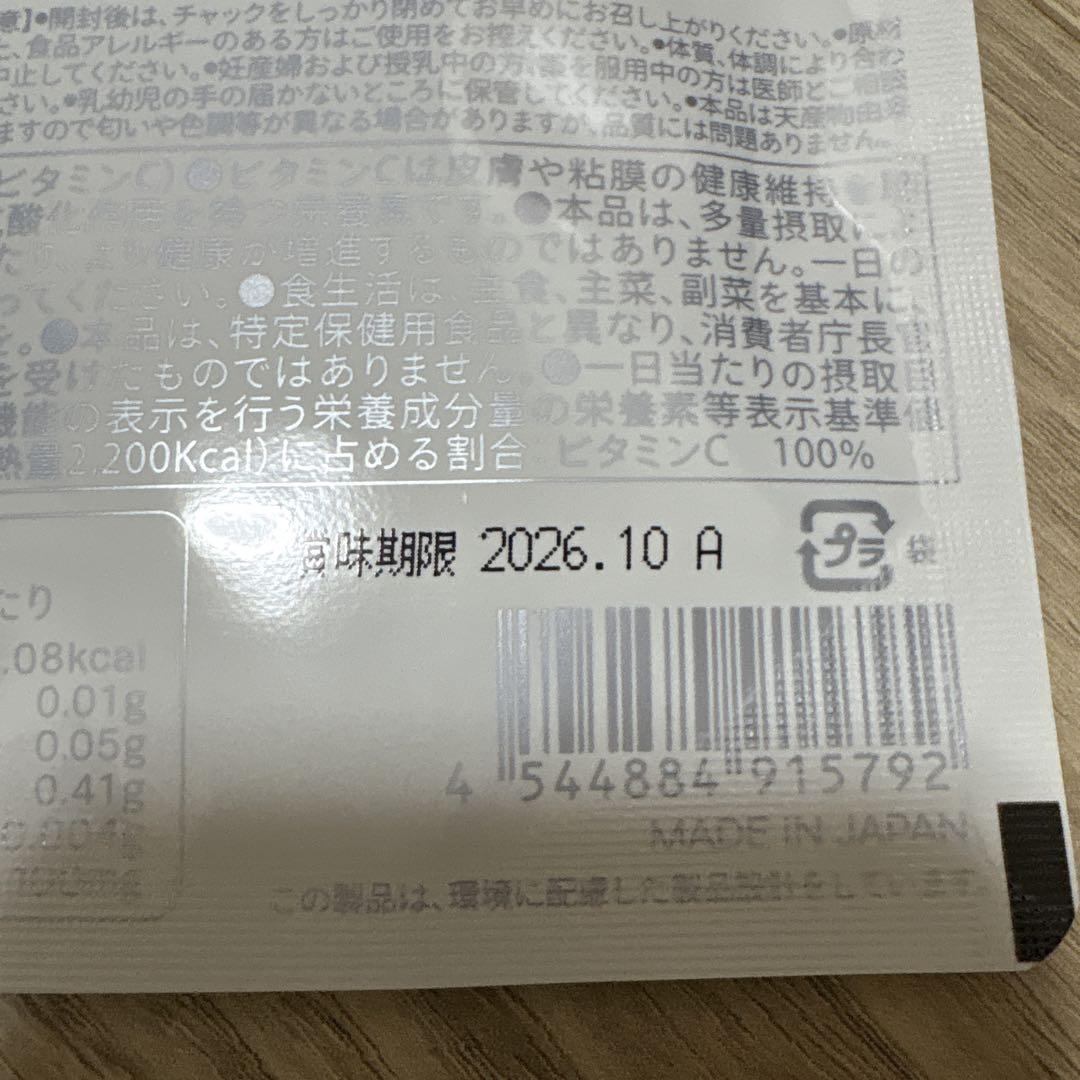 意】●開封後は、チャックをしっかり閉めてお早めにお召し上がりください。●原材
食品アレルギーのある方はご使用をお控えください。●体質、体調により合わ
中止してください。●妊産婦および授乳中の方、薬を服用中の方は医師とご相談
さい。●乳幼児の手の届かないところに保管してください。●本品は天産物由来
ますので匂いや色調等が異なる場合がありますが、品質には問題ありません。
ビタミンC)●ビタミンCは皮膚や粘膜の健康維持
酸化作用を持つ栄養素です。●本品は、多量摂取によ
たり、より健康が増進するものではありません。一日の
ってください。●食生活は、主食、主菜、副菜を基本に、
を。●本品は、特定保健用食品と異なり、消費者庁長官
を受けたものではありません。●一日当たりの摂取目
機能の表示を行う栄養成分量の栄養素等表示基準値
熱量2,200Kcal)に占める割合 ビタミンC 100%
賞味期限 2026.10 A
プラ 袋
たり
.08kcal
0.01g
0.05g
0.41g
0.004g
100mg
4 544884 915792
MADE IN JAPAN
この製品は、環境に配慮した製品設計をしています